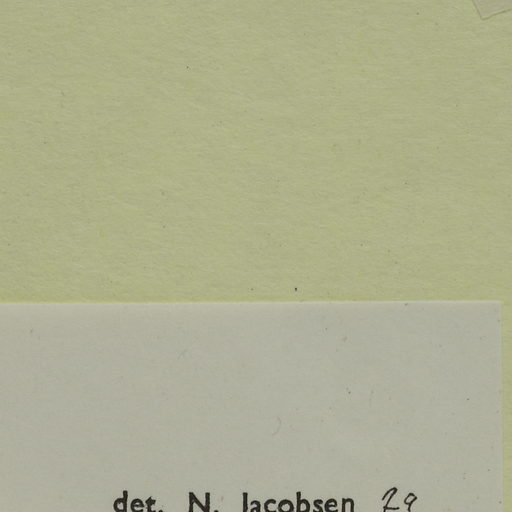 det. N. Jacobsen